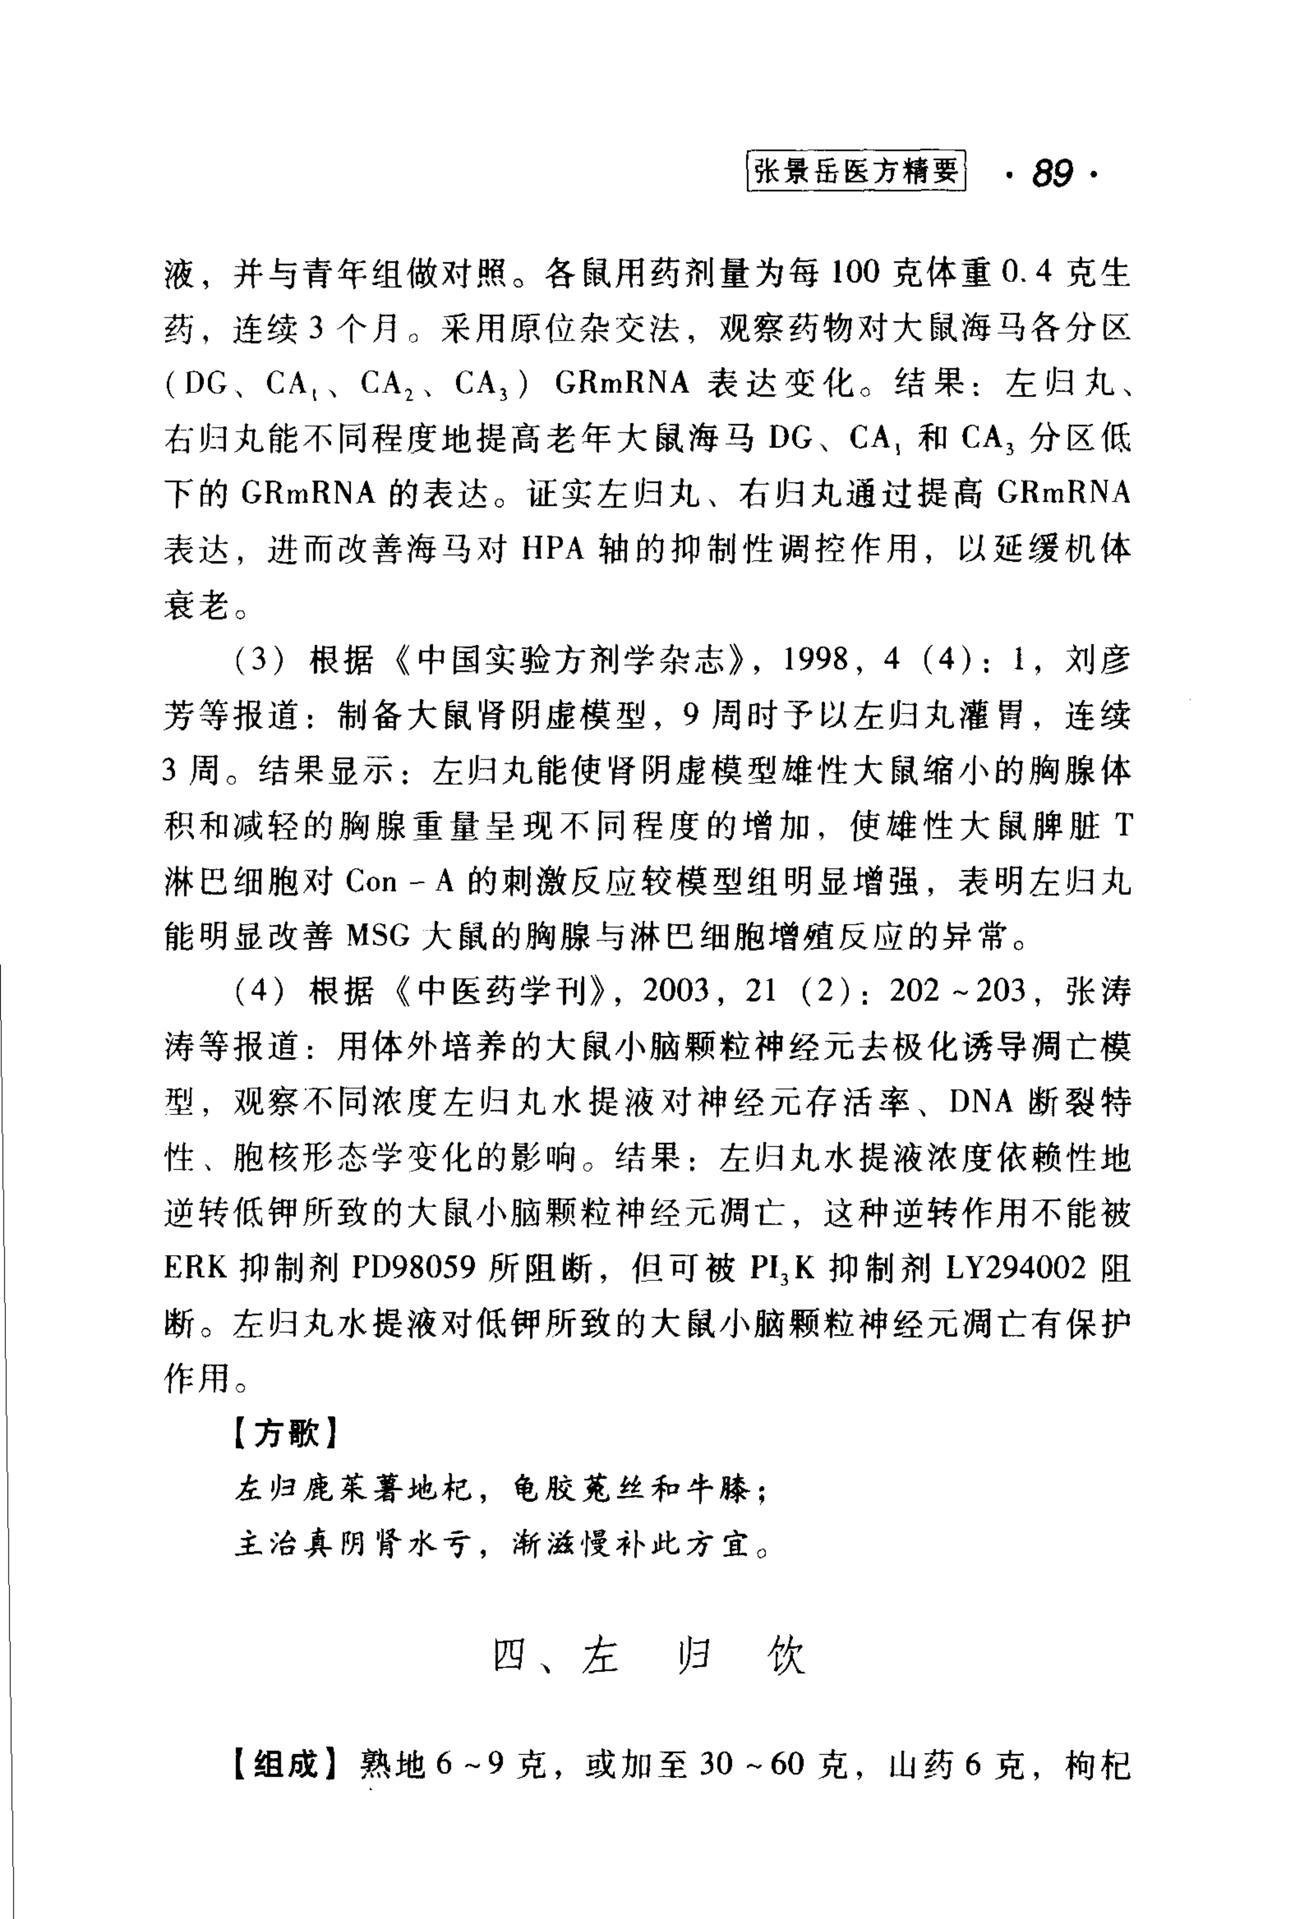 张景岳医方精要 ·89·
液，并与青年组做对照。各鼠用药剂量为每100克体重0.4克生
药，连续3个月。采用原位杂交法，观察药物对大鼠海马各分区
（DG、CA₁、CA₂、CA₃）GRmRNA 表达变化。结果：左归丸、
右归丸能不同程度地提高老年大鼠海马 DG、CA₁ 和 CA₃ 分区低
下的 GRmRNA 的表达。证实左归丸、右归丸通过提高 GRmRNA
表达，进而改善海马对 HPA 轴的抑制性调控作用，以延缓机体
衰老。
（3）根据《中国实验方剂学杂志》，1998，4（4）：1，刘彦
芳等报道：制备大鼠肾阴虚模型，9周时予以左归丸灌胃，连续
3周。结果显示：左归丸能使肾阴虚模型雄性大鼠缩小的胸腺体
积和减轻的胸腺重量呈现不同程度的增加，使雄性大鼠脾脏 T
淋巴细胞对 Con－A 的刺激反应较模型组明显增强，表明左归丸
能明显改善 MSG 大鼠的胸腺与淋巴细胞增殖反应的异常。
（4）根据《中医药学刊》，2003，21（2）：202～203，张涛
涛等报道：用体外培养的大鼠小脑颗粒神经元去极化诱导凋亡模
型，观察不同浓度左归丸水提液对神经元存活率、DNA 断裂特
性、胞核形态学变化的影响。结果：左归丸水提液浓度依赖性地
逆转低钾所致的大鼠小脑颗粒神经元凋亡，这种逆转作用不能被
ERK 抑制剂 PD98059 所阻断，但可被 PI₃K 抑制剂 LY294002 阻
断。左归丸水提液对低钾所致的大鼠小脑颗粒神经元凋亡有保护
作用。
【方歌】
左归鹿茱薯地杞，龟胶菟丝和牛膝；
主治真阴肾水亏，渐滋慢补此方宜。
四、左 归 饮
【组成】熟地6～9克，或加至30～60克，山药6克，枸杞